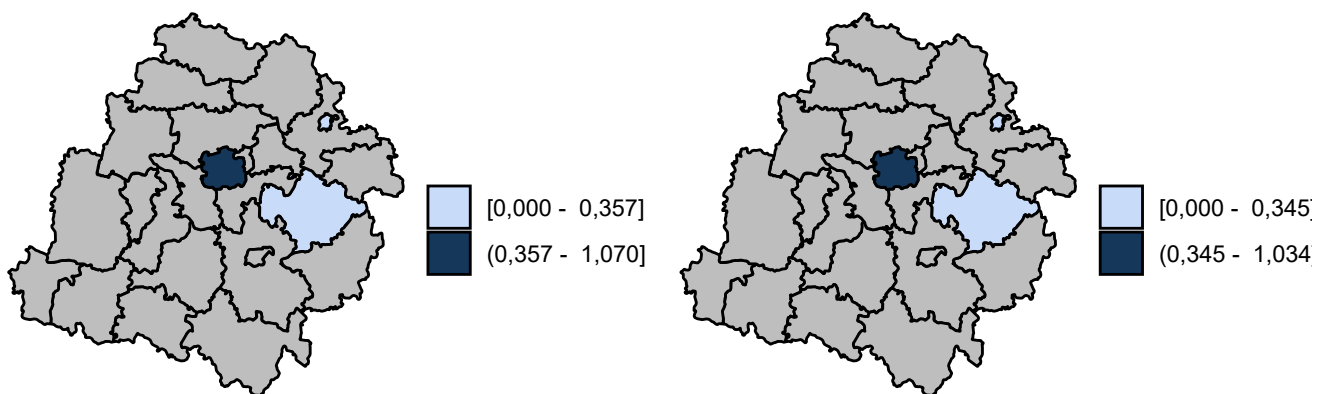 [0,000 - 0,357]
(0,357 - 1,070]
[0,000 - 0,345]
(0,345 - 1,034]